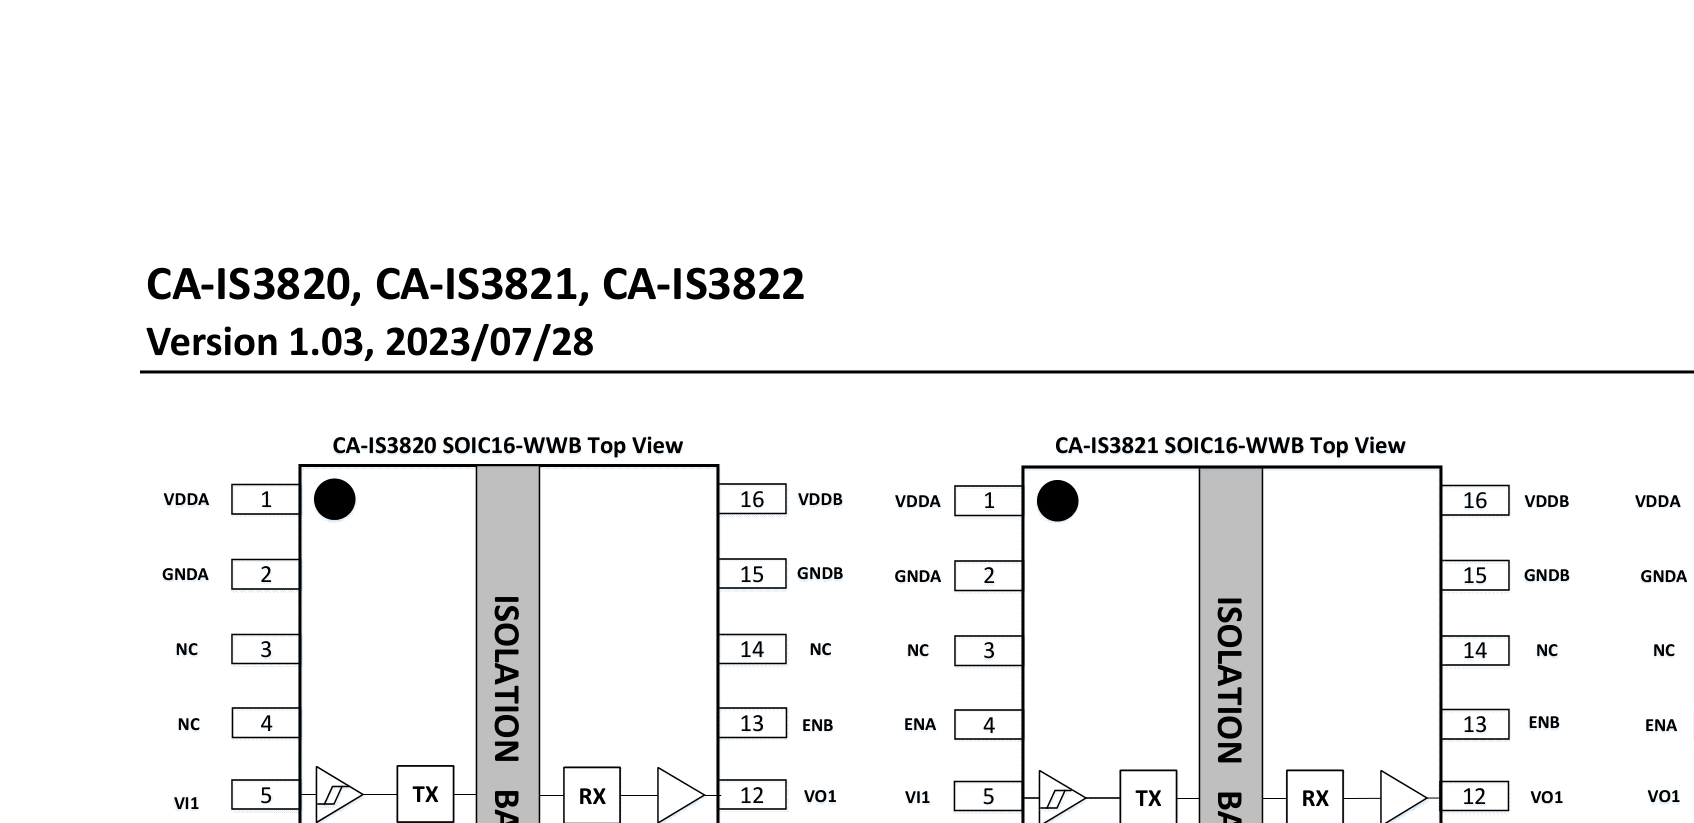 CA-IS3820, CA-IS3821, CA-IS3822
Version 1.03, 2023/07/28
CA-IS3820 SOIC16-WWB Top View
VDDA 1 16 VDDB
GNDA 2 15 GNDB
NC 3 14 NC
NC 4 13 ENB
VI1 5 TX RX 12 VO1
ISOLATION BA
CA-IS3821 SOIC16-WWB Top View
VDDA 1 16 VDDB
GNDA 2 15 GNDB
NC 3 14 NC
ENA 4 13 ENB
VI1 5 TX RX 12 VO1
ISOLATION BA
VDDA
GNDA
NC
ENA
VO1